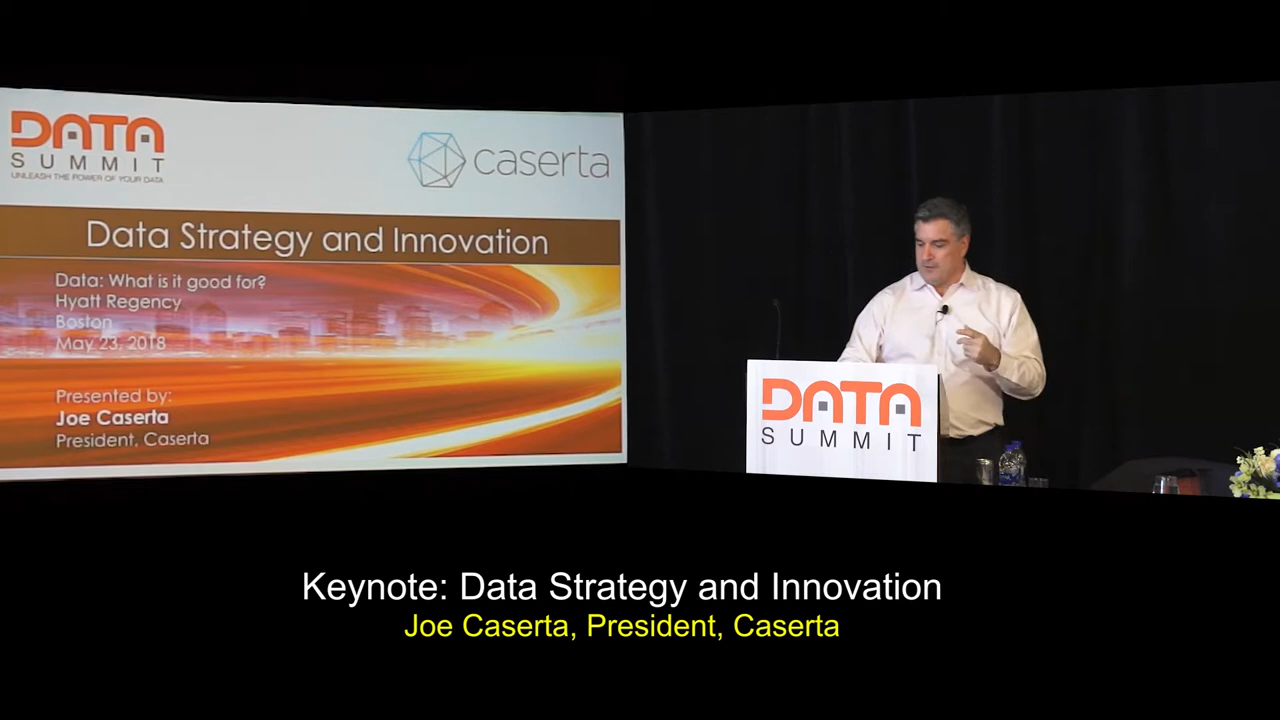 DATA
SUMMIT
UNLEASH THE POWER OF YOUR DATA
caserta
Data Strategy and Innovation
Data: What is it good for?
Hyatt Regency
Boston
May 23, 2018
Presented by:
Joe Caserta
President, Caserta
DATA
SUMMIT
Keynote: Data Strategy and Innovation
Joe Caserta, President, Caserta